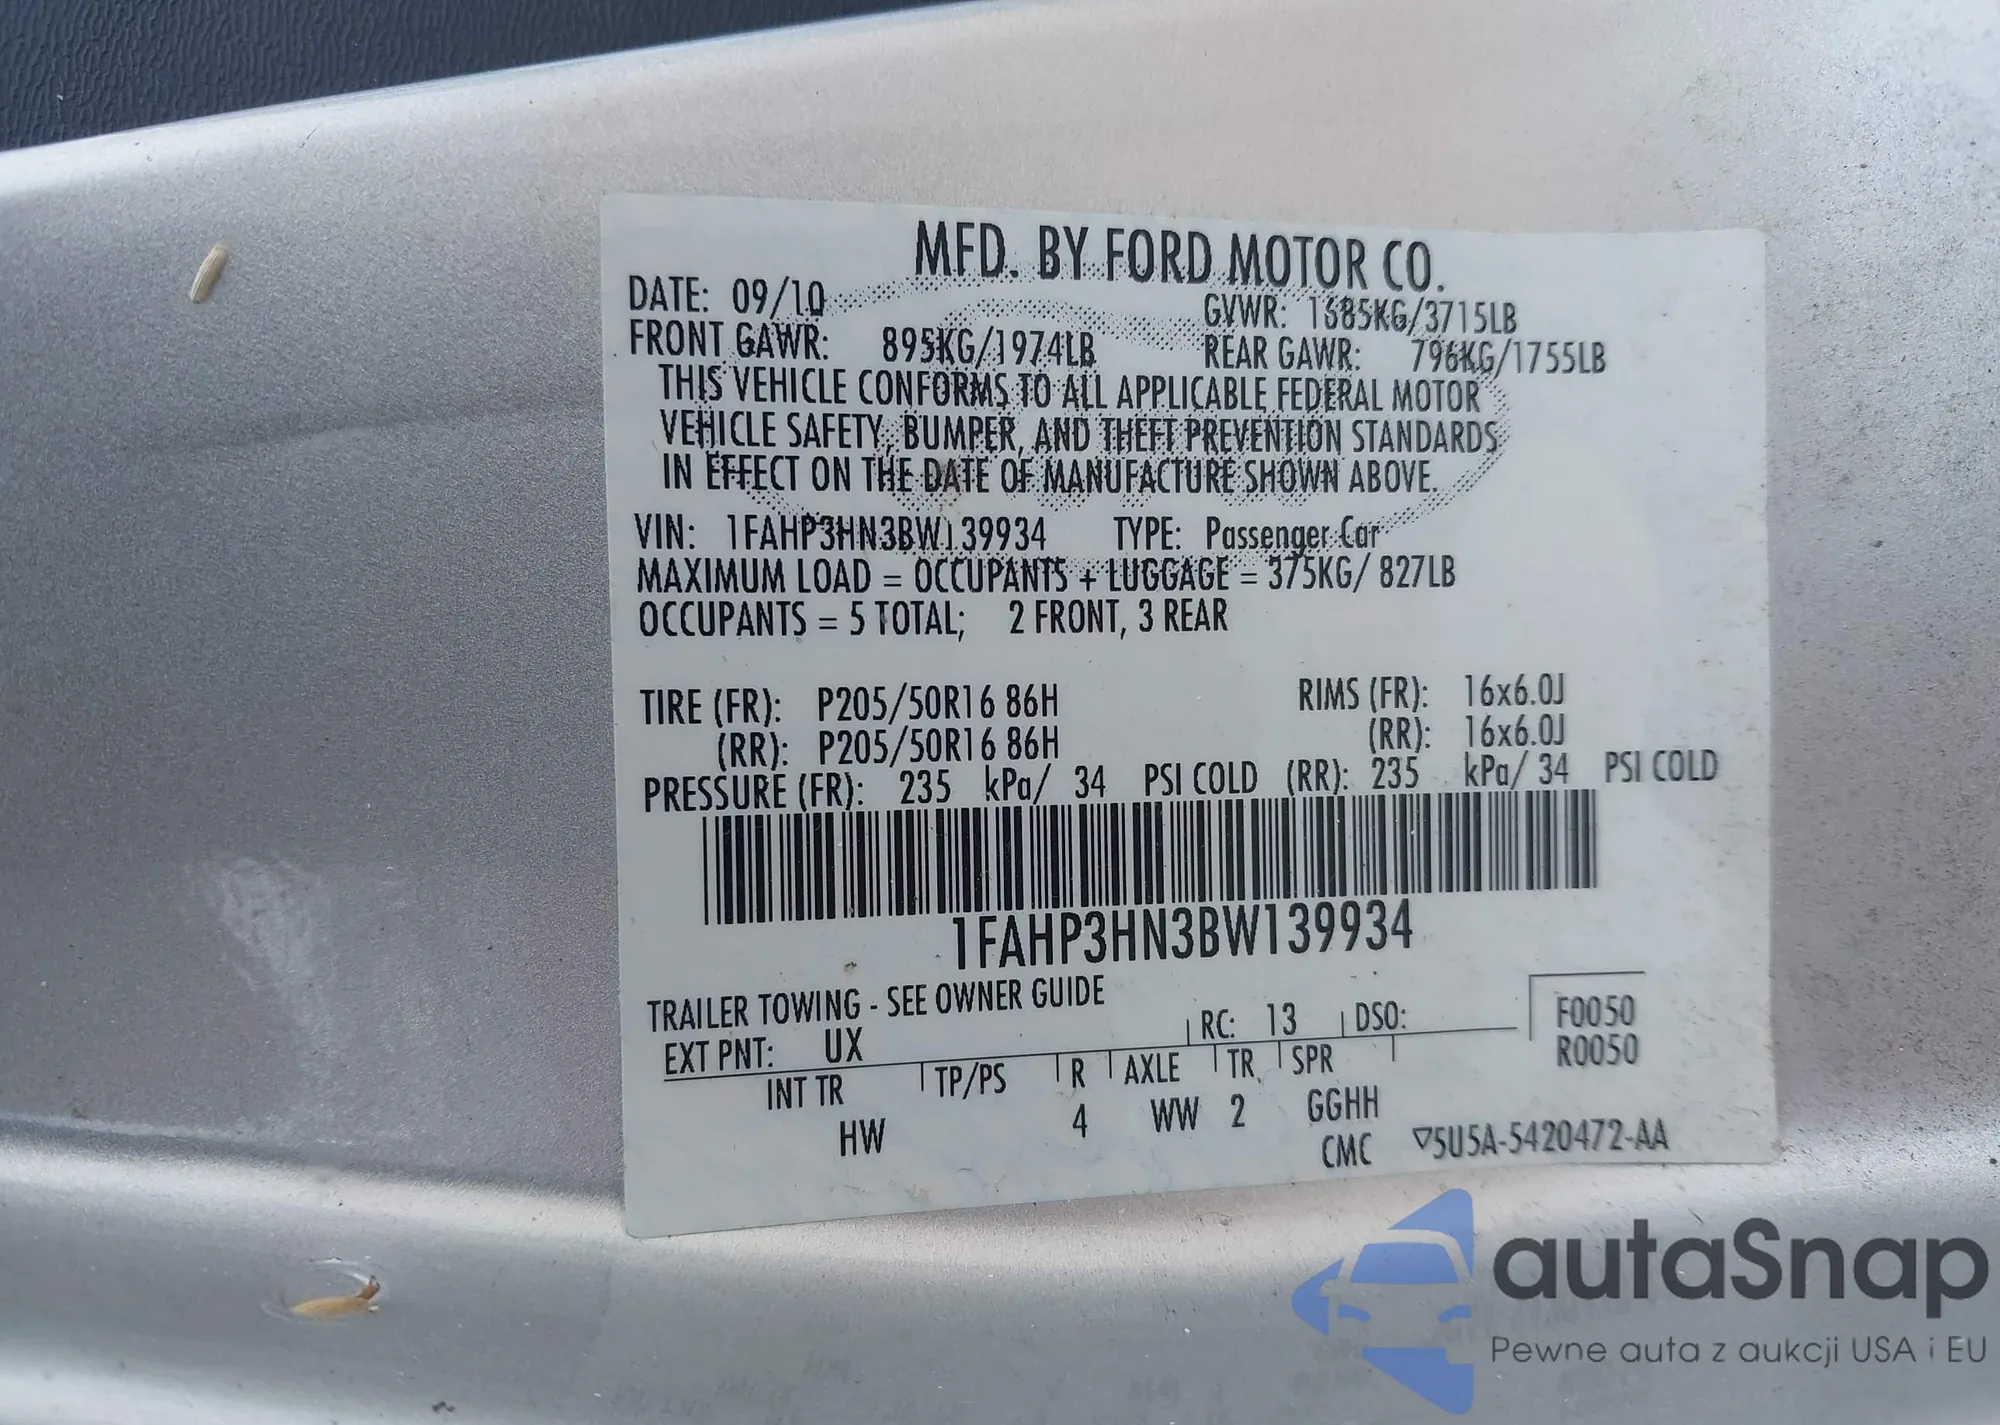 MFD. BY FORD MOTOR CO.
DATE: 09/10 GVWR: 1685KG/3715LB
FRONT GAWR: 895KG/1974LB REAR GAWR: 796KG/1755LB
THIS VEHICLE CONFORMS TO ALL APPLICABLE FEDERAL MOTOR
VEHICLE SAFETY, BUMPER, AND THEFT PREVENTION STANDARDS
IN EFFECT ON THE DATE OF MANUFACTURE SHOWN ABOVE.
VIN: 1FAHP3HN3BW139934 TYPE: Passenger Car
MAXIMUM LOAD = OCCUPANTS + LUGGAGE = 375KG/ 827LB
OCCUPANTS = 5 TOTAL; 2 FRONT, 3 REAR
TIRE (FR): P205/50R16 86H RIMS (FR): 16x6.0J
(RR): P205/50R16 86H (RR): 16x6.0J
PRESSURE (FR): 235 kPa/ 34 PSI COLD (RR): 235 kPa/ 34 PSI COLD
1FAHP3HN3BW139934
TRAILER TOWING - SEE OWNER GUIDE
EXT PNT: UX RC: 13 DSO: F0050
R0050
INT TR TP/PS R AXLE TR SPR
HW 4 WW 2 GGHH
CMC ▽5U5A-5420472-AA
autaSnap
Pewne auta z aukcji USA i EU